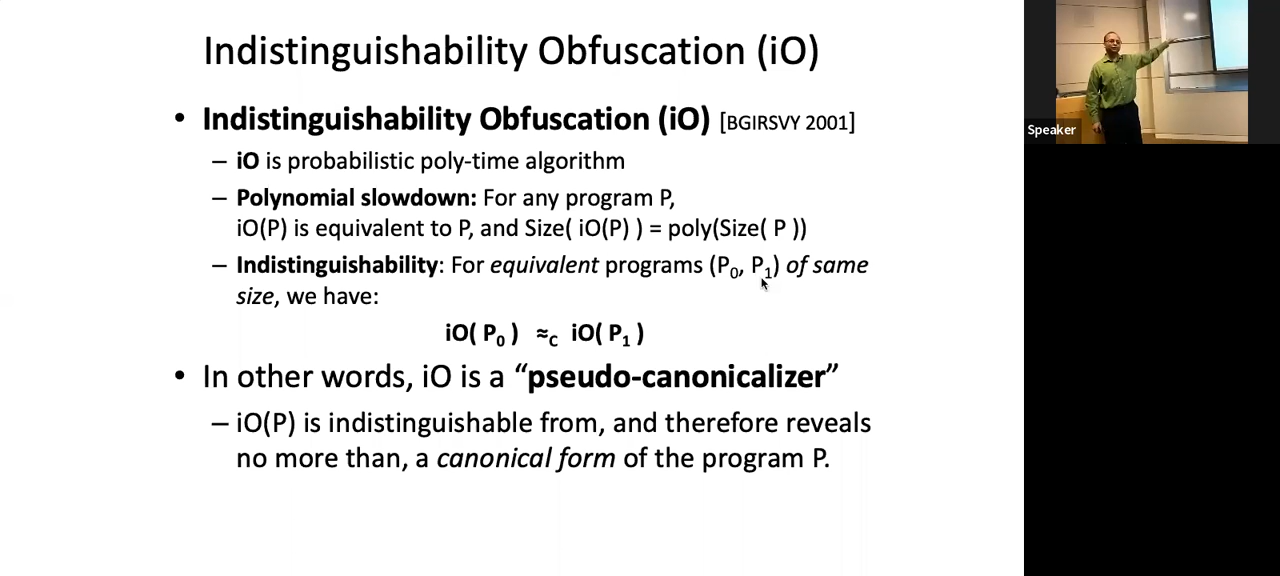 Indistinguishability Obfuscation (iO)
• Indistinguishability Obfuscation (iO) [BGIRSVY 2001]
– iO is probabilistic poly-time algorithm
– Polynomial slowdown: For any program P,
iO(P) is equivalent to P, and Size( iO(P) ) = poly(Size( P ))
– Indistinguishability: For equivalent programs (P₀, P₁) of same
size, we have:
iO( P₀ ) ≈c iO( P₁ )
• In other words, iO is a “pseudo-canonicalizer”
– iO(P) is indistinguishable from, and therefore reveals
no more than, a canonical form of the program P.
Speaker